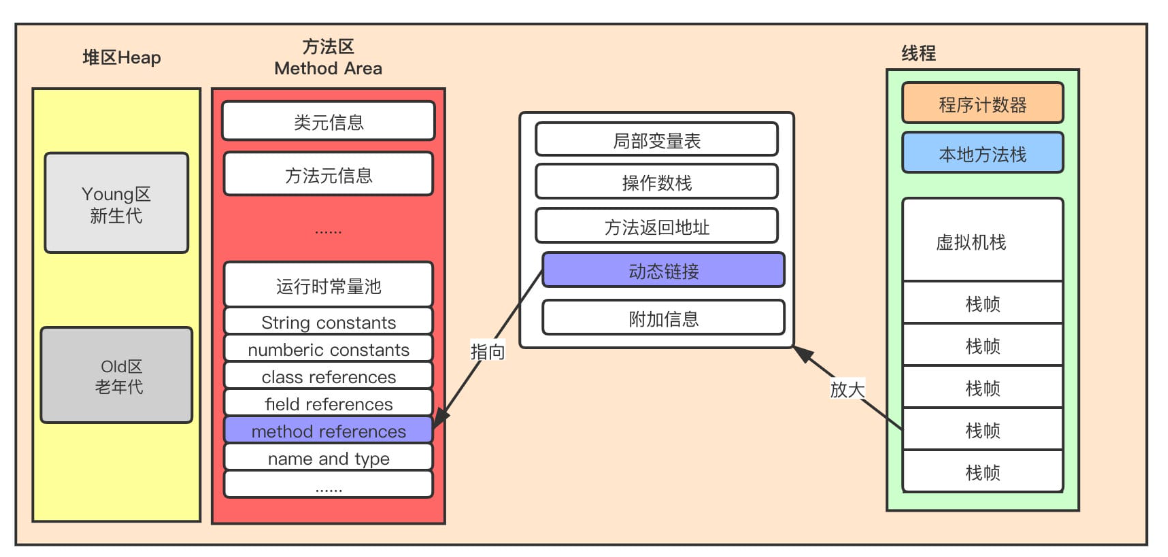 堆区Heap
Young区
新生代
Old区
老年代
方法区
Method Area
类元信息
方法元信息
......
运行时常量池
String constants
numberic constants
class references
field references
method references
name and type
......
指向
局部变量表
操作数栈
方法返回地址
动态链接
附加信息
放大
线程
程序计数器
本地方法栈
虚拟机栈
栈帧
栈帧
栈帧
栈帧
栈帧